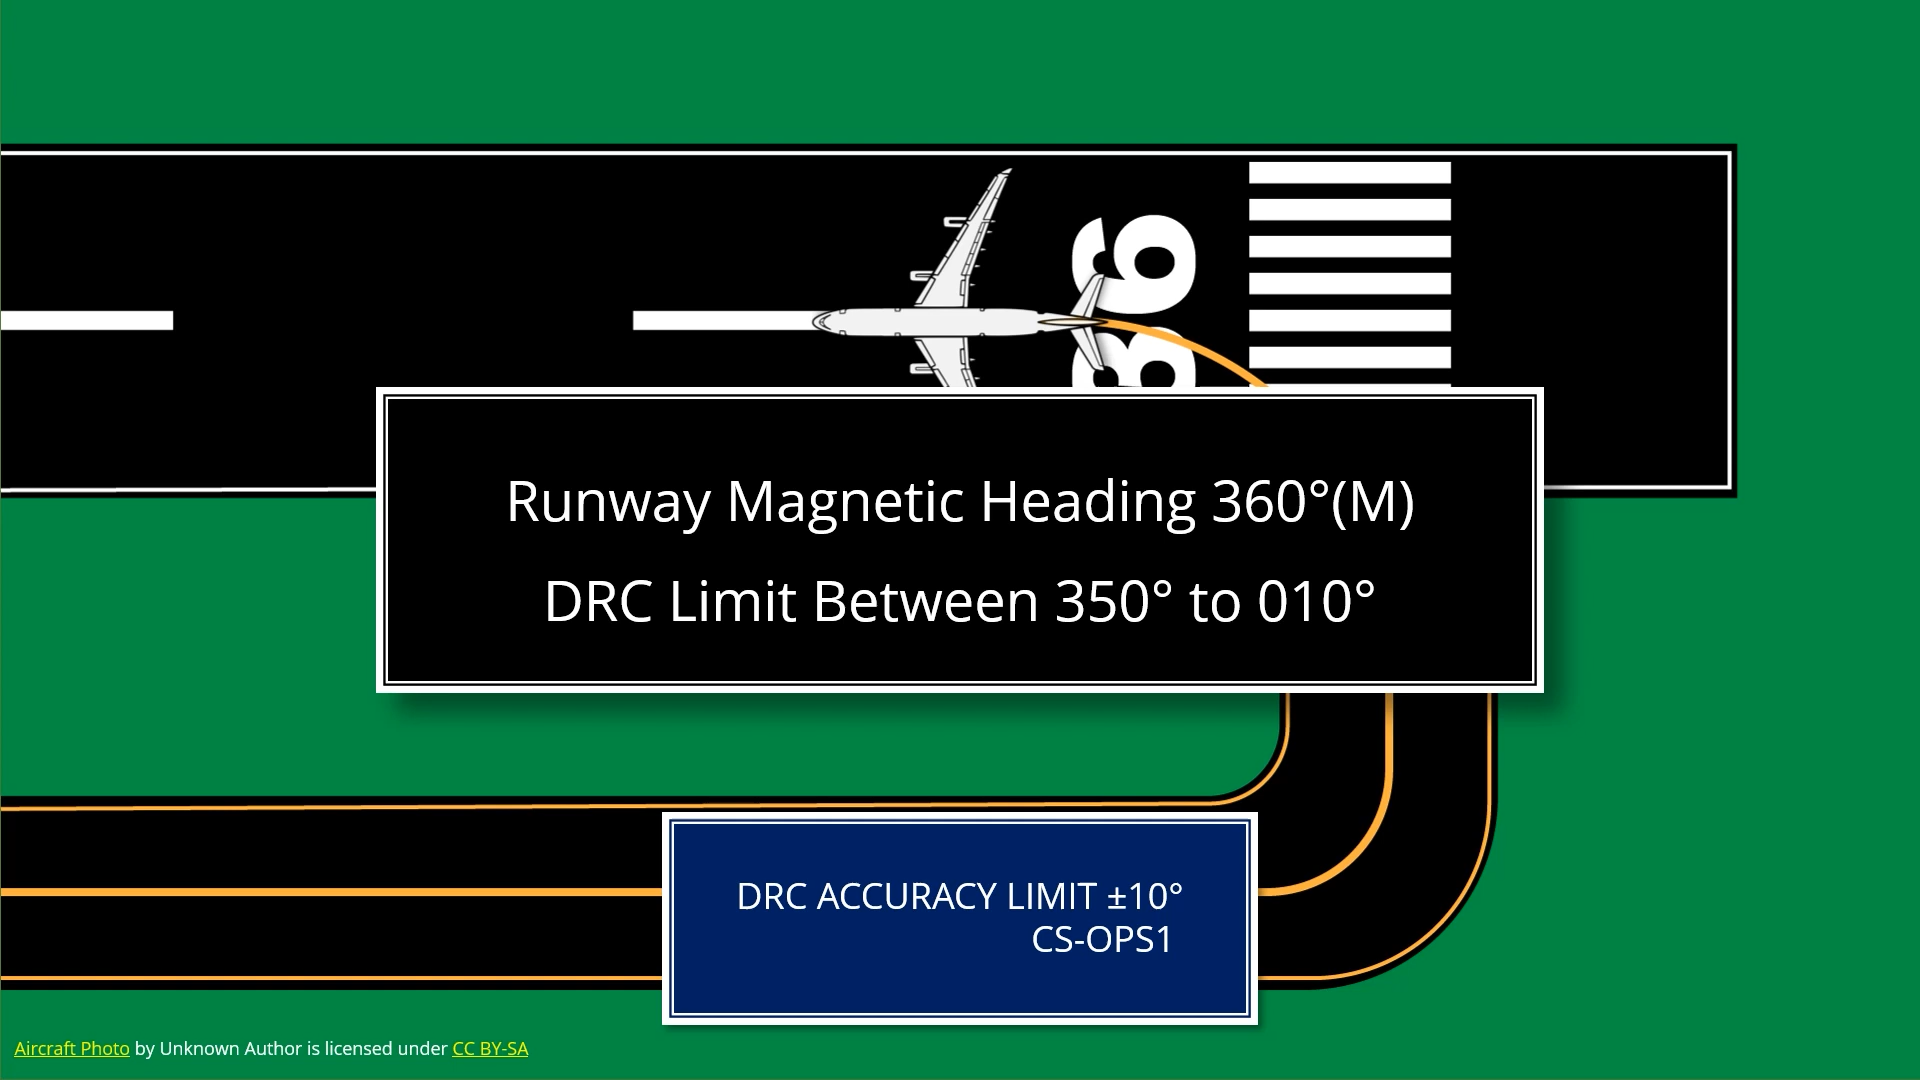 36
Runway Magnetic Heading 360°(M)
DRC Limit Between 350° to 010°
DRC ACCURACY LIMIT ±10°
CS-OPS1
Aircraft Photo by Unknown Author is licensed under CC BY-SA